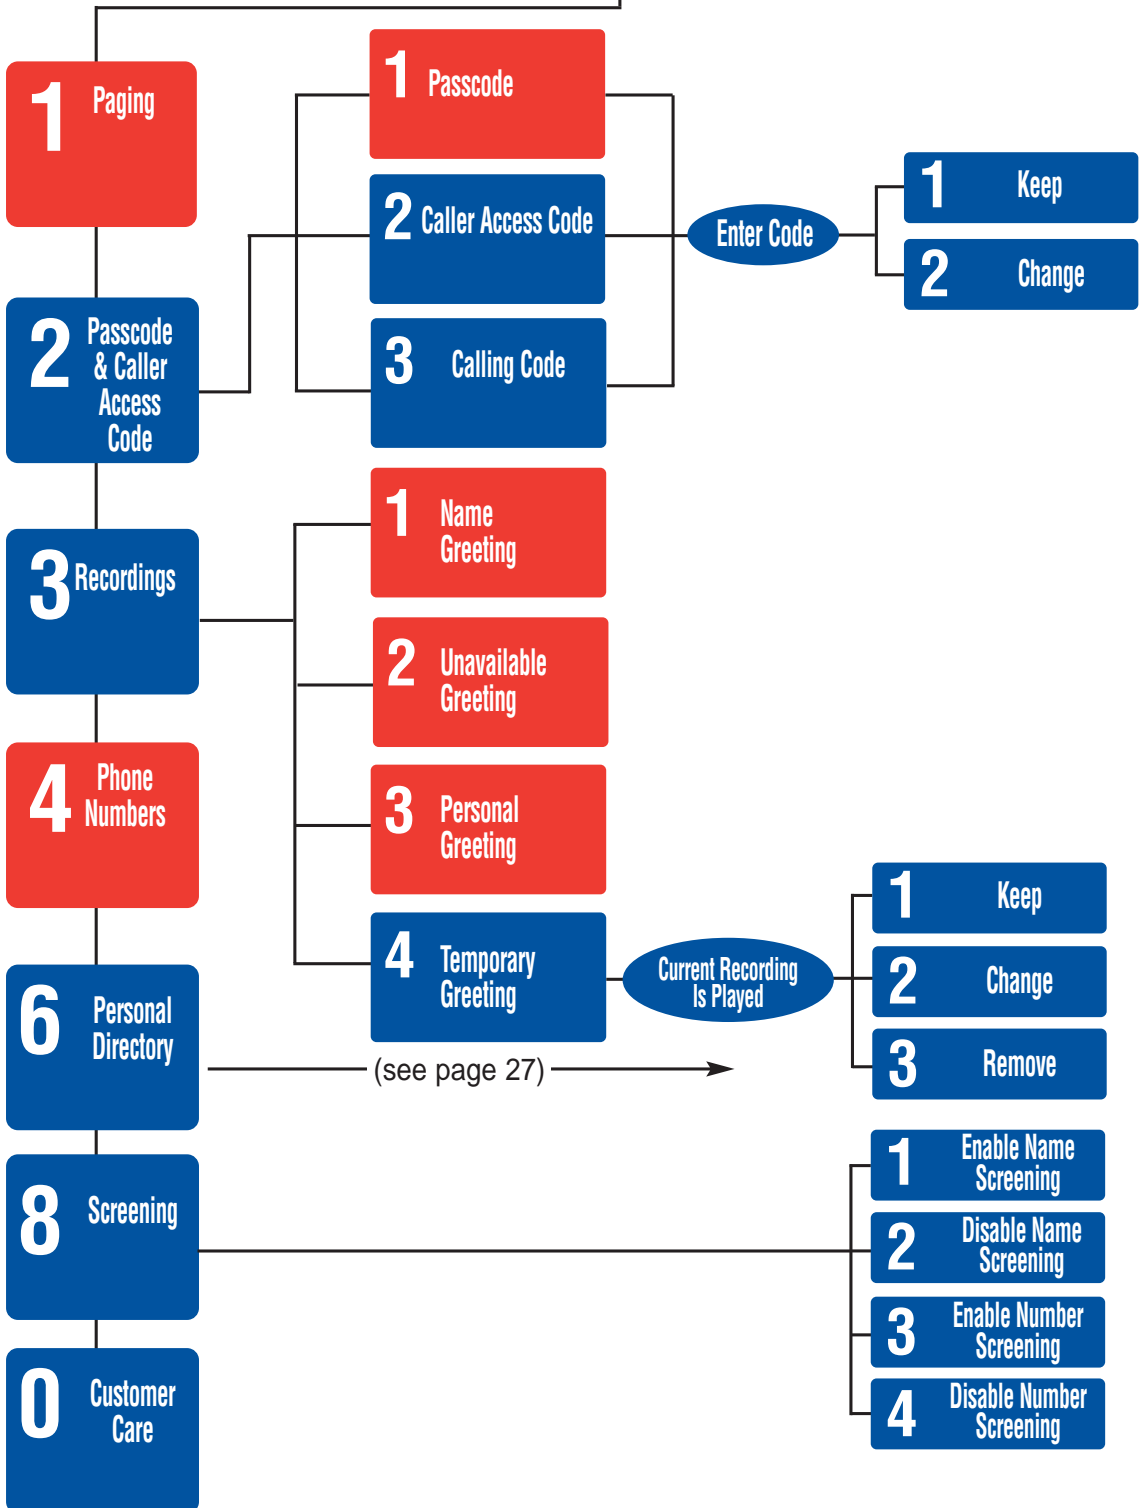 1 Paging
2 Passcode
& Caller
Access
Code
1 Passcode
2 Caller Access Code
3 Calling Code
Enter Code
1 Keep
2 Change
3 Recordings
1 Name
Greeting
2 Unavailable
Greeting
3 Personal
Greeting
4 Temporary
Greeting
Current Recording
Is Played
1 Keep
2 Change
3 Remove
4 Phone
Numbers
6 Personal
Directory
(see page 27)
8 Screening
1 Enable Name
Screening
2 Disable Name
Screening
3 Enable Number
Screening
4 Disable Number
Screening
0 Customer
Care